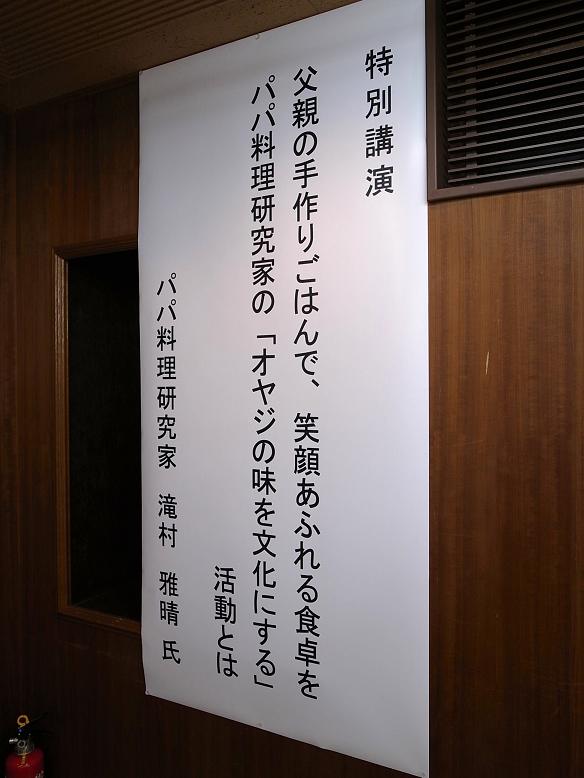 特別講演
父親の手作りごはんで、笑顔あふれる食卓を
パパ料理研究家の「オヤジの味を文化にする」
活動とは
パパ料理研究家 滝村 雅晴 氏